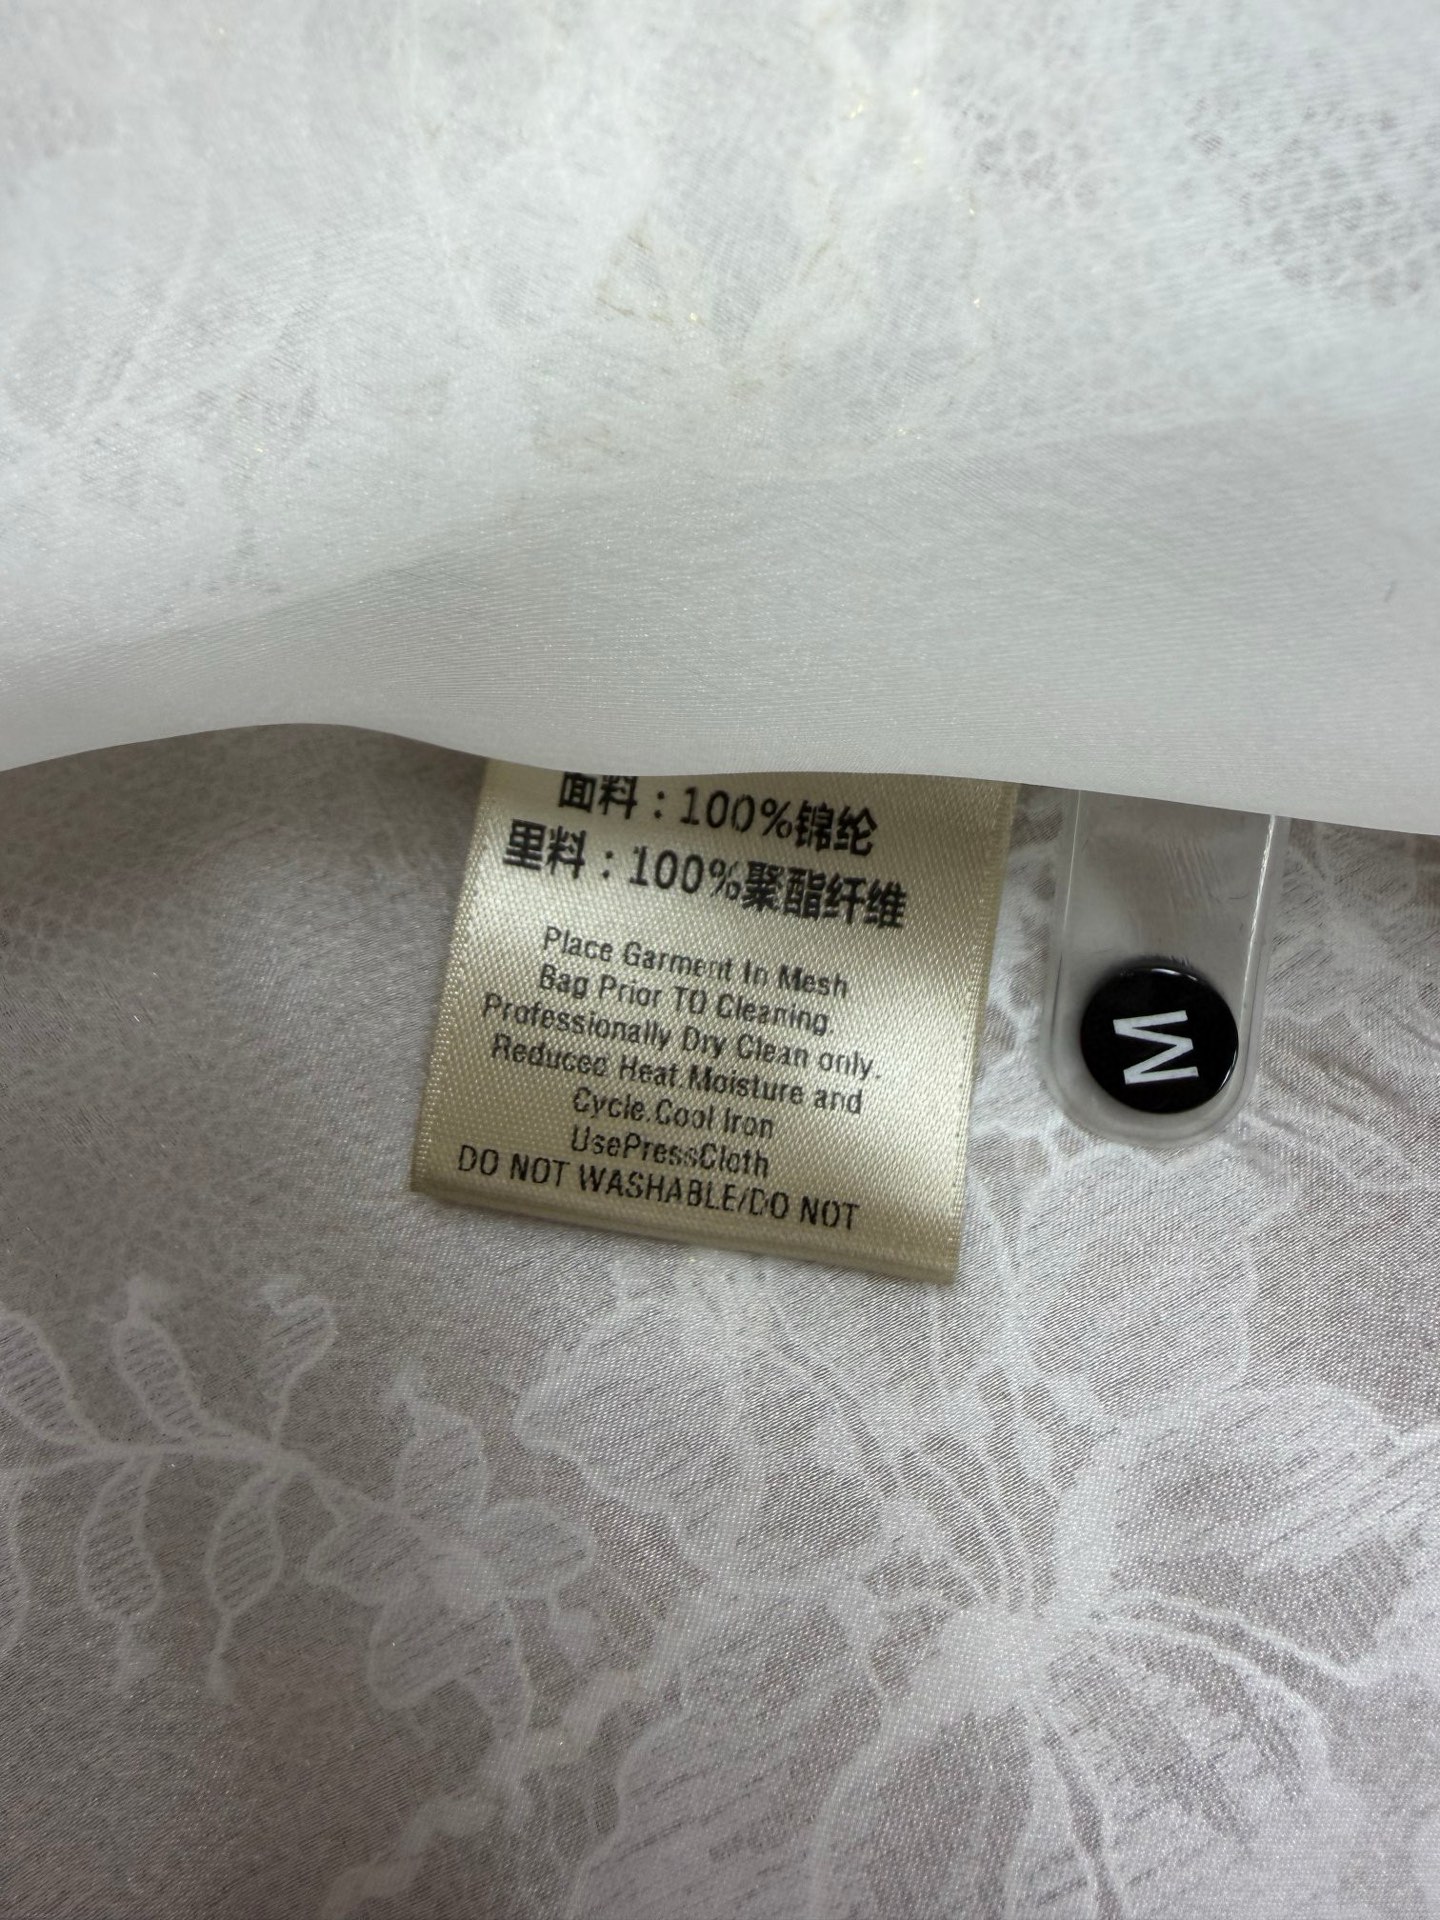 面料：100%锦纶
里料：100%聚酯纤维
Place Garment In Mesh
Bag Prior TO Cleaning.
Professionally Dry Clean only.
Reduced Heat.Moisture and
Cycle.Cool Iron
UsePressCloth
DO NOT WASHABLE/DO NOT
M